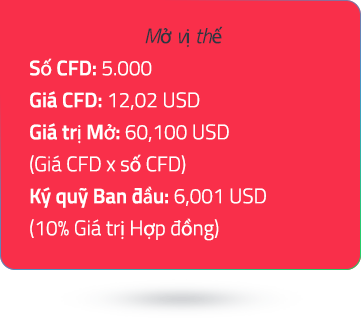 Mở vị thế
Số CFD: 5.000
Giá CFD: 12,02 USD
Giá trị Mở: 60,100 USD
(Giá CFD x số CFD)
Ký quỹ Ban đầu: 6,001 USD
(10% Giá trị Hợp đồng)